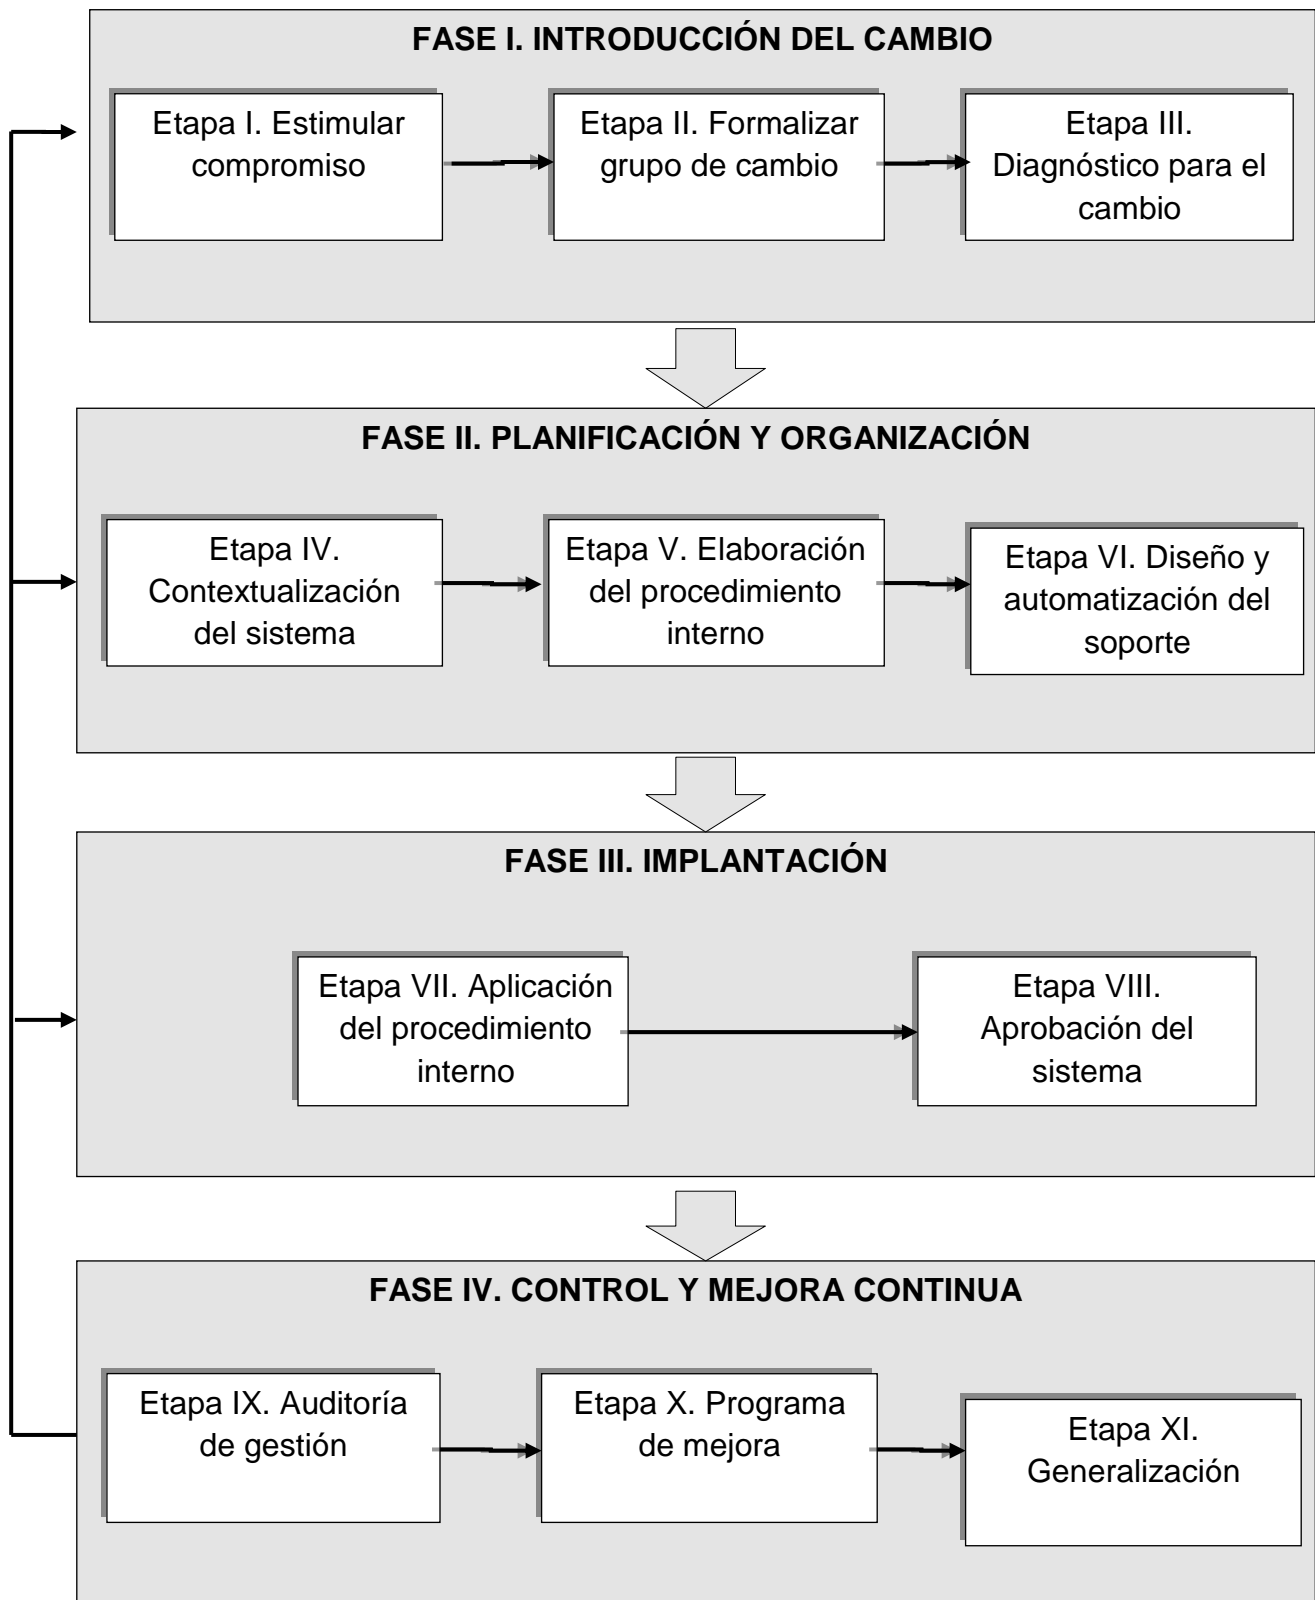 FASE I. INTRODUCCIÓN DEL CAMBIO
Etapa I. Estimular
compromiso
Etapa II. Formalizar
grupo de cambio
Etapa III.
Diagnóstico para el
cambio
FASE II. PLANIFICACIÓN Y ORGANIZACIÓN
Etapa IV.
Contextualización
del sistema
Etapa V. Elaboración
del procedimiento
interno
Etapa VI. Diseño y
automatización del
soporte
FASE III. IMPLANTACIÓN
Etapa VII. Aplicación
del procedimiento
interno
Etapa VIII.
Aprobación del
sistema
FASE IV. CONTROL Y MEJORA CONTINUA
Etapa IX. Auditoría
de gestión
Etapa X. Programa
de mejora
Etapa XI.
Generalización